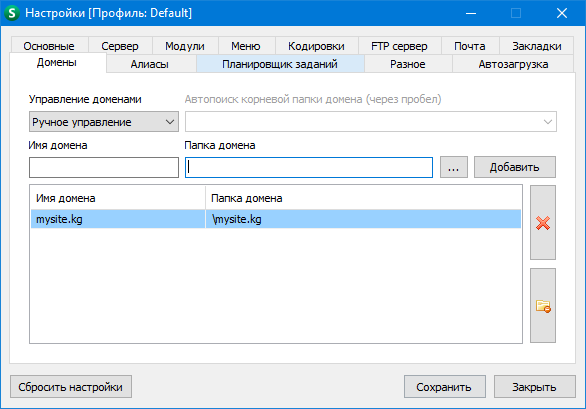 Настройки [Профиль: Default]
Основные Сервер Модули Меню Кодировки FTP сервер Почта Закладки
Домены Алиасы Планировщик заданий Разное Автозагрузка
Управление доменами Автопоиск корневой папки домена (через пробел)
Ручное управление
Имя домена Папка домена
... Добавить
Имя домена Папка домена
mysite.kg \mysite.kg
Сбросить настройки Сохранить Закрыть